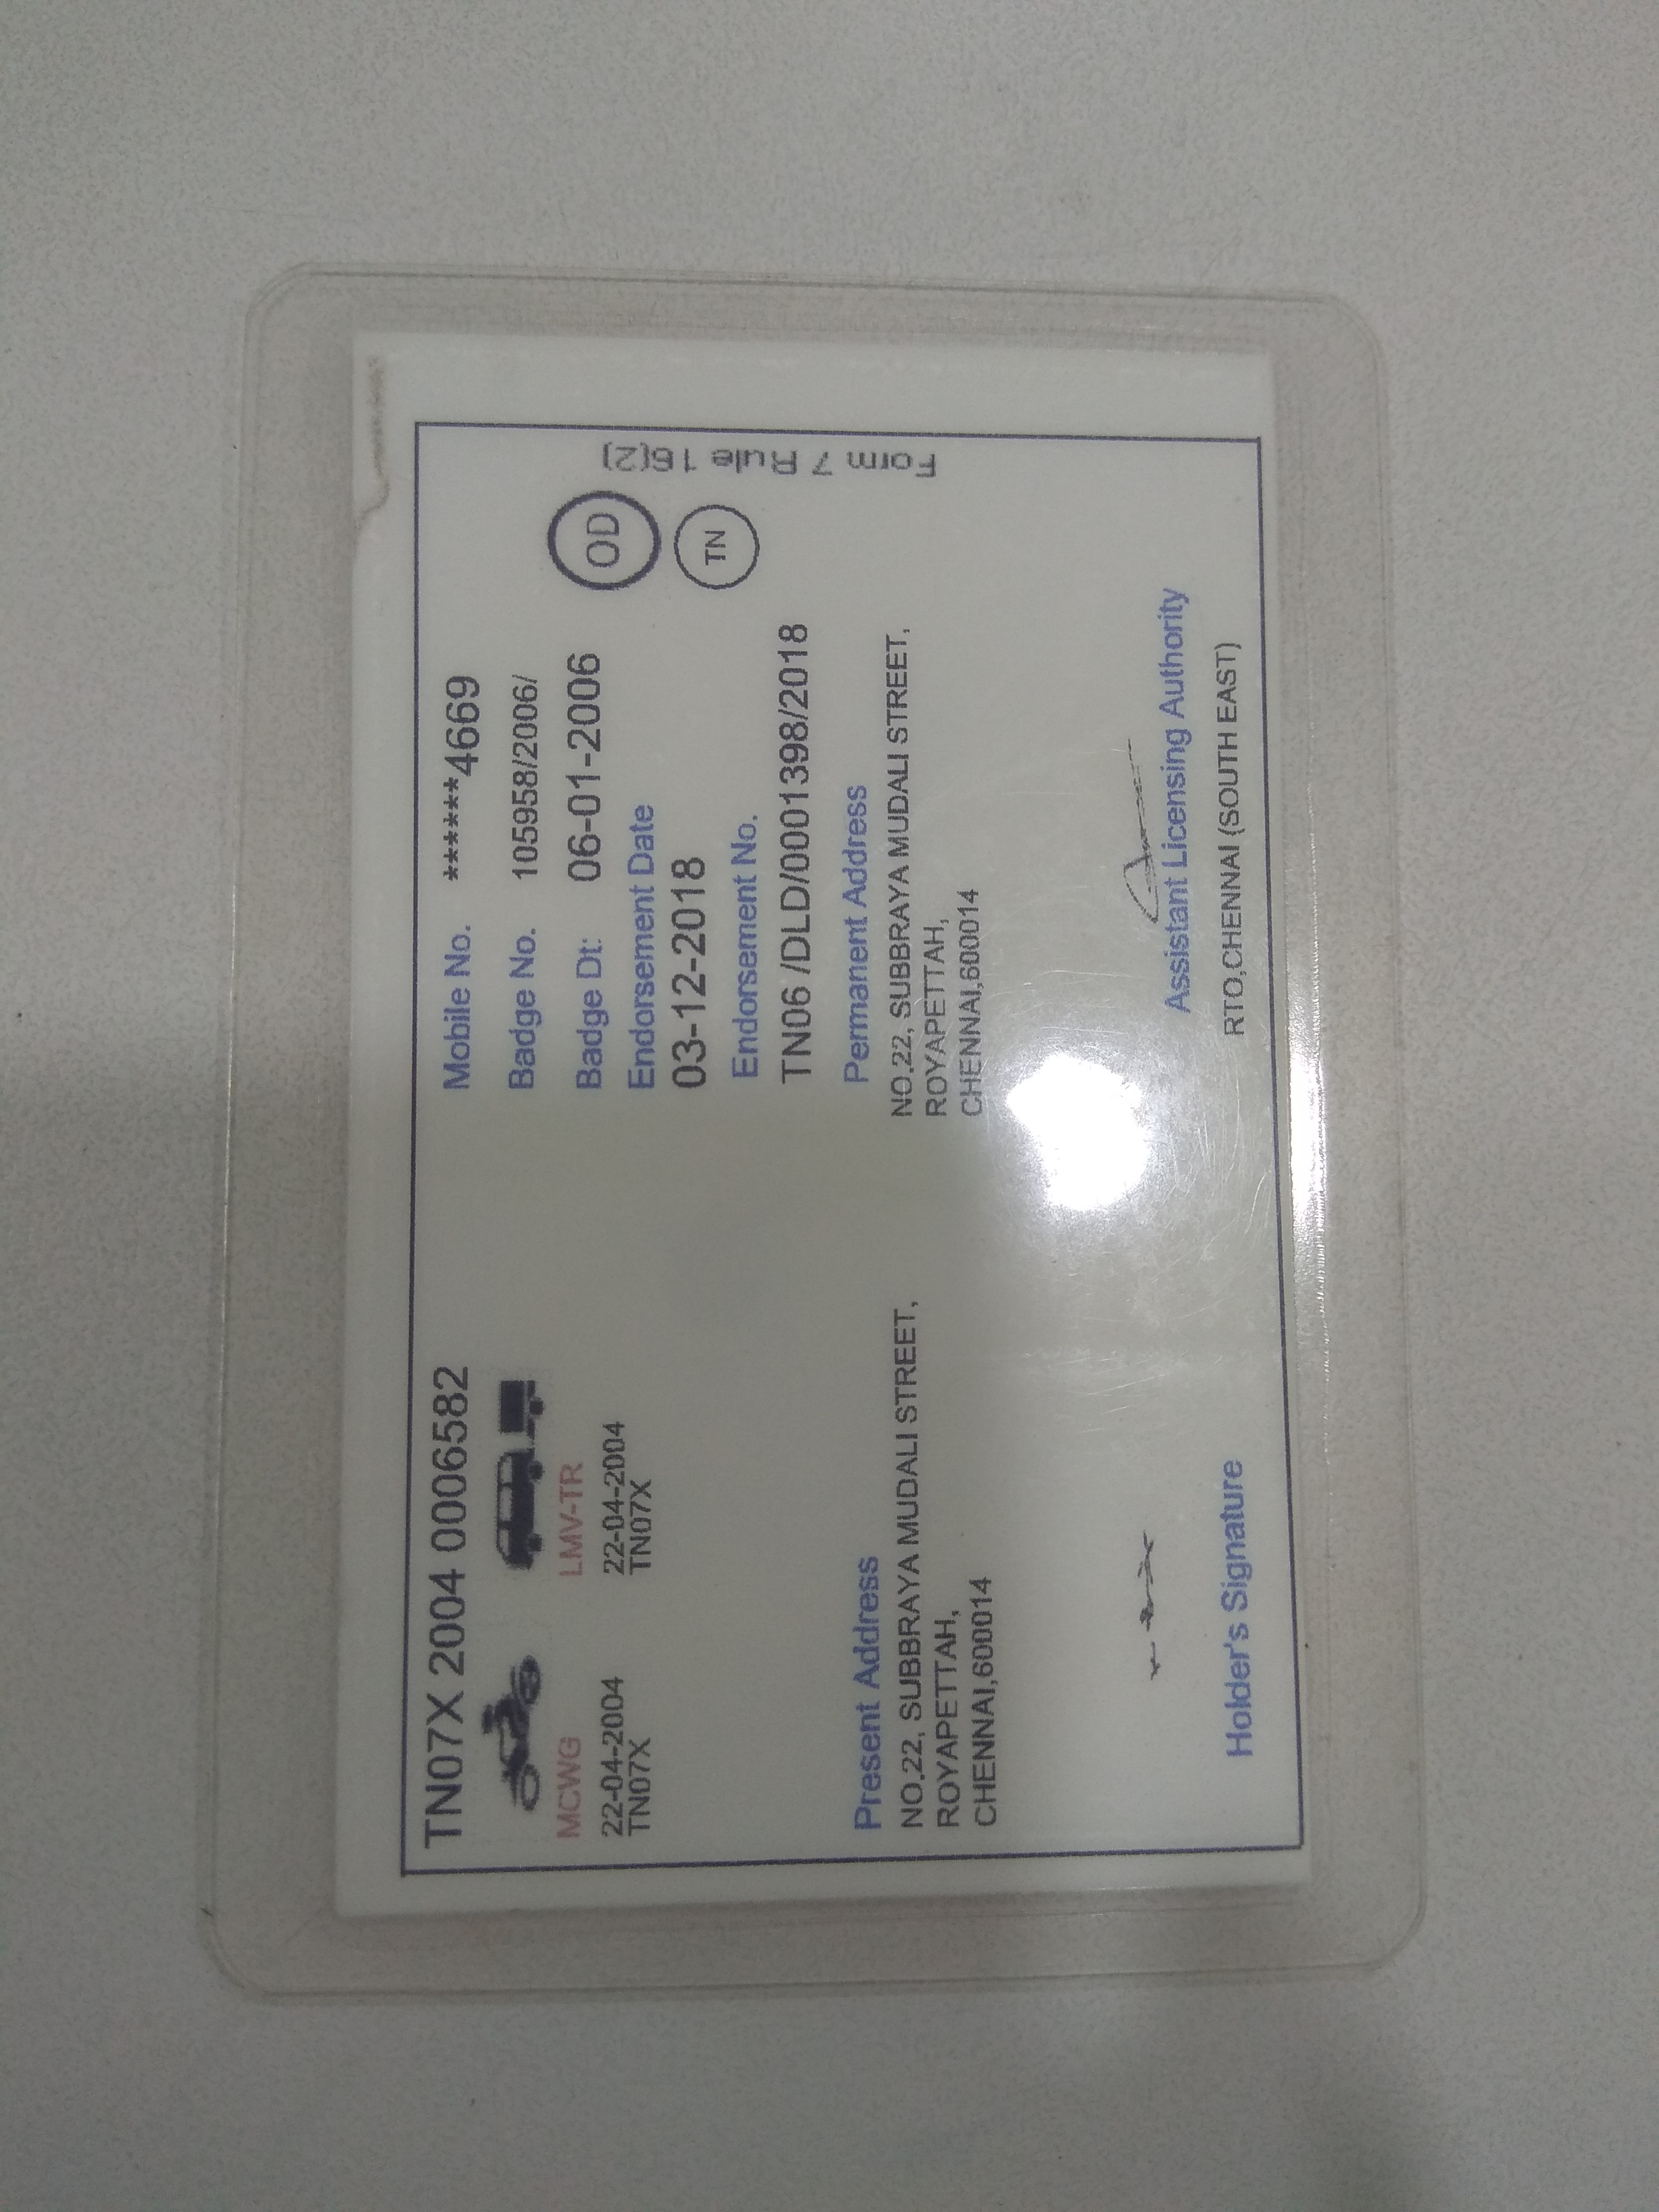 TN07X 2004 0006582
MCWG
22-04-2004
TN07X
LMV-TR
22-04-2004
TN07X
Mobile No. ******4669
Badge No. 105958/2006/
Badge Dt: 06-01-2006
Endorsement Date
03-12-2018
Endorsement No.
TN06 /DLD/0001398/2018
OD
TN
Form 7 Rule 16(2)
Present Address
NO,22, SUBBRAYA MUDALI STREET,
ROYAPETTAH,
CHENNAI,600014
Permanent Address
NO,22, SUBBRAYA MUDALI STREET,
ROYAPETTAH,
CHENNAI,600014
Holder's Signature
Assistant Licensing Authority
RTO,CHENNAI (SOUTH EAST)